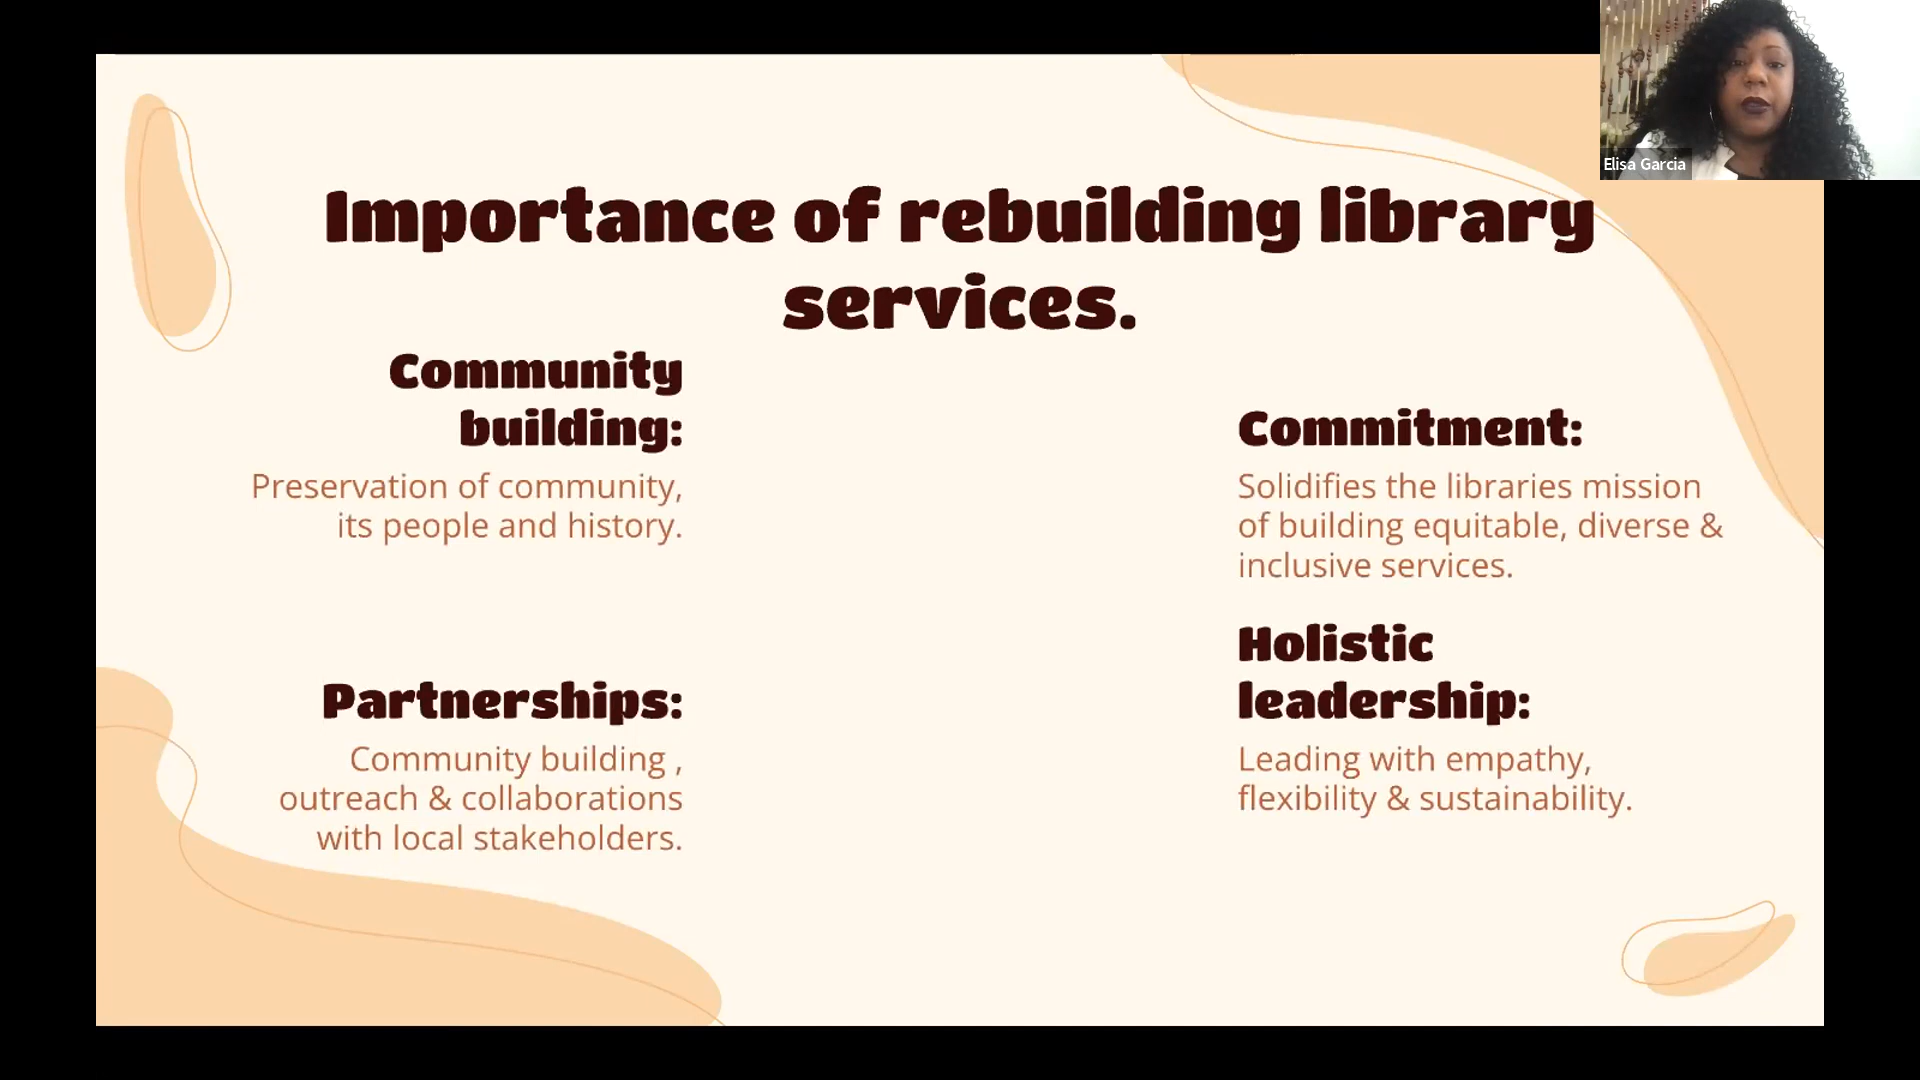 Elisa Garcia
Importance of rebuilding library
services.
Community
building:
Preservation of community,
its people and history.
Commitment:
Solidifies the libraries mission
of building equitable, diverse &
inclusive services.
Partnerships:
Community building ,
outreach & collaborations
with local stakeholders.
Holistic
leadership:
Leading with empathy,
flexibility & sustainability.